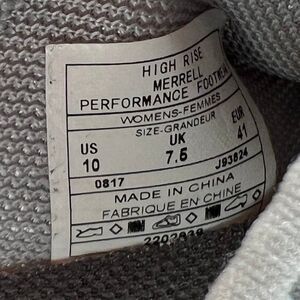 HIGH RISE
MERRELL
PERFORMANCE
WOMENS-FEMMES
SIZE-GRANDEUR
US UK EUR
10 7.5 41
0817 J93824
MADE IN CHINA
FABRIQUE EN CHINE